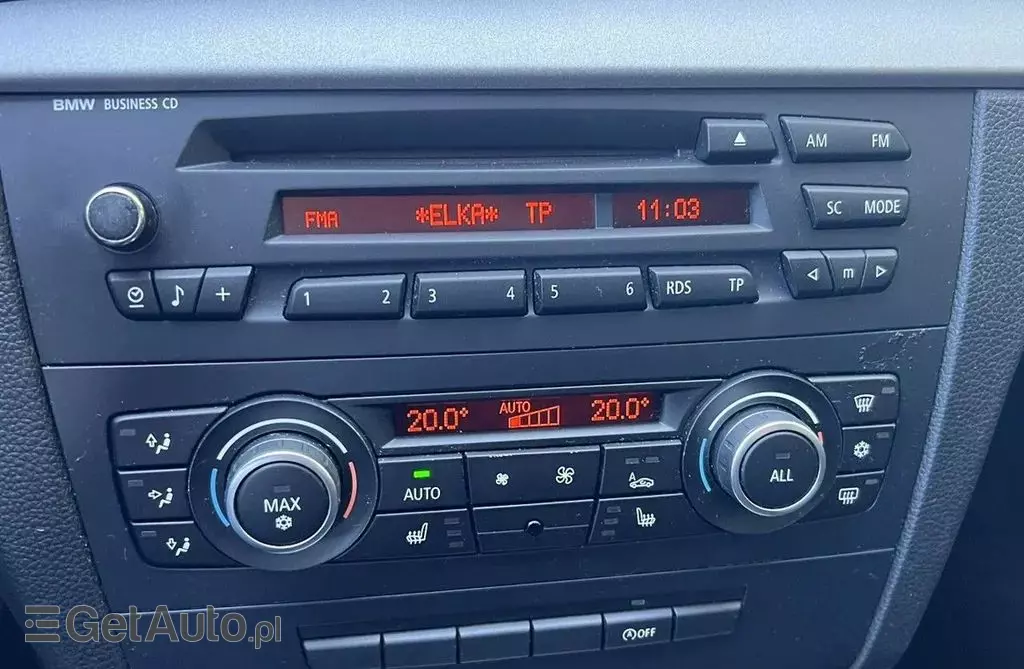 BMW BUSINESS CD
AM FM
FMA *ELKA* TP 11:03
SC MODE
1 2 3 4 5 6 RDS TP
m
20.0° AUTO 20.0°
MAX
AUTO
A
ALL
OFF
GetAuto.pl